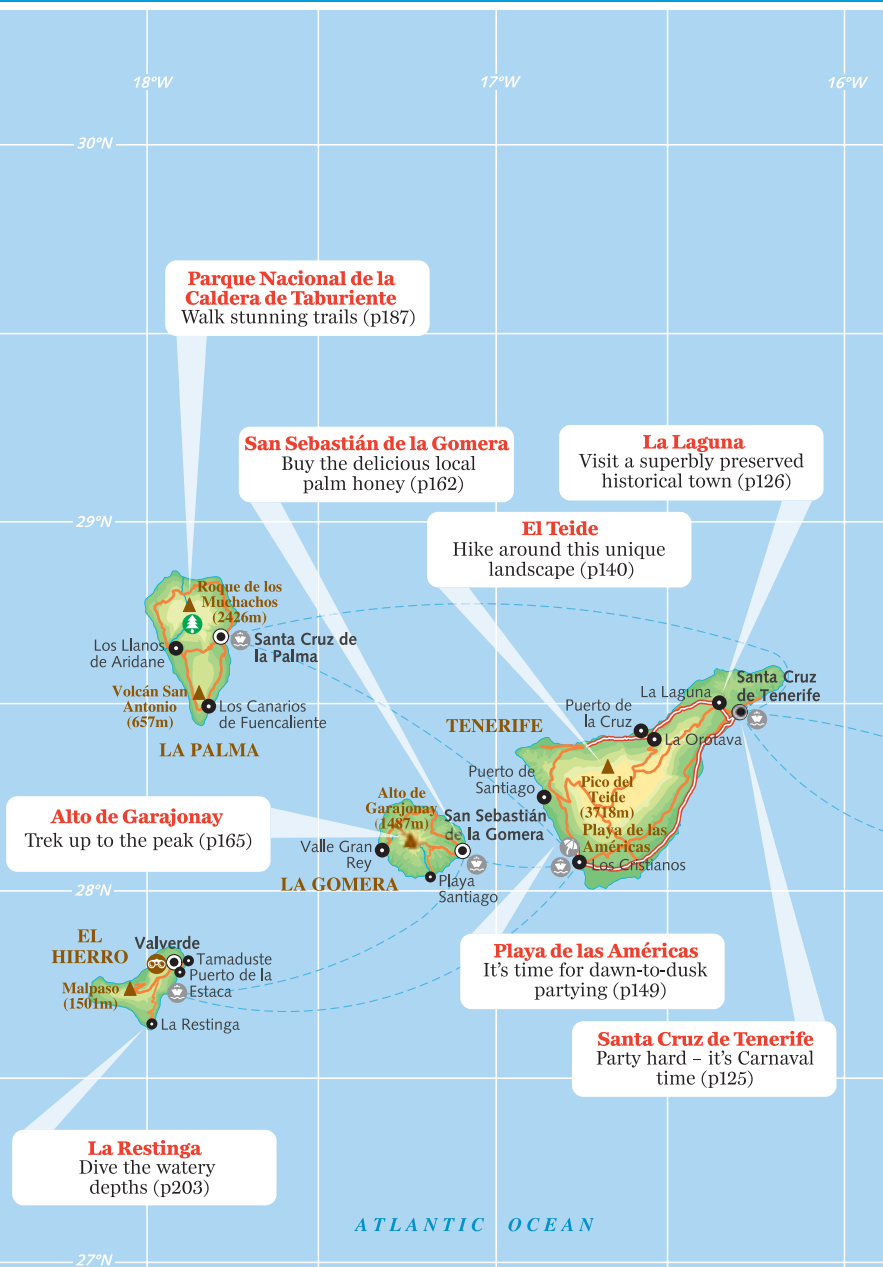 18ºW
17ºW
16ºW
30ºN
Parque Nacional de la
Caldera de Taburiente
Walk stunning trails (p187)
San Sebastián de la Gomera
Buy the delicious local
palm honey (p162)
La Laguna
Visit a superbly preserved
historical town (p126)
29ºN
El Teide
Hike around this unique
landscape (p140)
Roque de los
Muchachos
(2426m)
Los Llanos
de Aridane
Santa Cruz de
la Palma
Volcán San
Antonio
(657m)
Los Canarios
de Fuencaliente
LA PALMA
TENERIFE
Puerto de
la Cruz
La Laguna
Santa Cruz
de Tenerife
La Orotava
Puerto de
Santiago
Pico del
Teide
(3718m)
Playa de las
Américas
Los Cristianos
Alto de Garajonay
Trek up to the peak (p165)
Alto de
Garajonay
(1487m)
San Sebastián
de la Gomera
Valle Gran
Rey
LA GOMERA
Playa
Santiago
28ºN
EL
HIERRO
Valverde
Tamaduste
Puerto de la
Estaca
Malpaso
(1501m)
La Restinga
Playa de las Américas
It's time for dawn-to-dusk
partying (p149)
Santa Cruz de Tenerife
Party hard – it's Carnaval
time (p125)
La Restinga
Dive the watery
depths (p203)
ATLANTIC OCEAN
27ºN